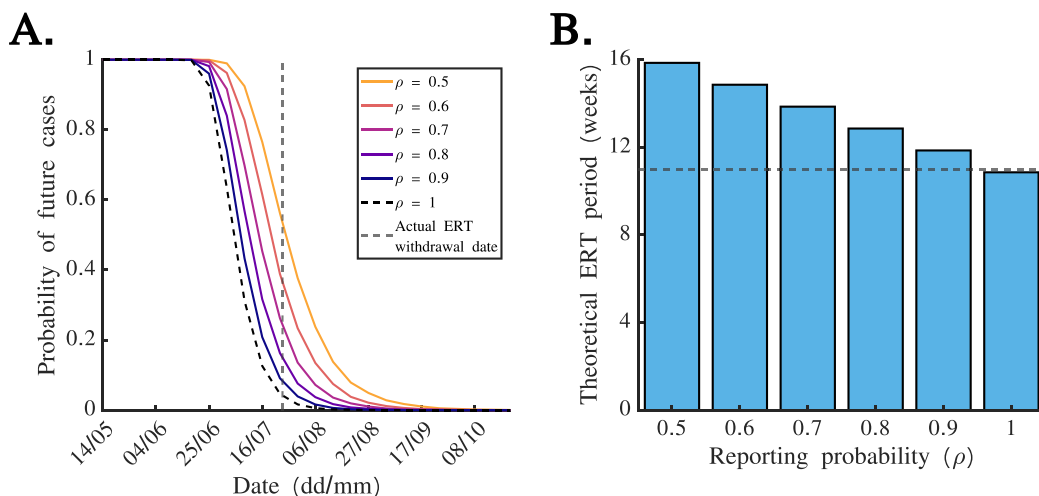 A.
Probability of future cases
1
0.8
0.6
0.4
0.2
0
14/05
04/06
25/06
16/07
06/08
27/08
17/09
08/10
Date (dd/mm)
ρ = 0.5
ρ = 0.6
ρ = 0.7
ρ = 0.8
ρ = 0.9
ρ = 1
Actual ERT
withdrawal date
B.
Theoretical ERT period (weeks)
16
12
8
4
0
0.5 0.6 0.7 0.8 0.9 1
Reporting probability (ρ)